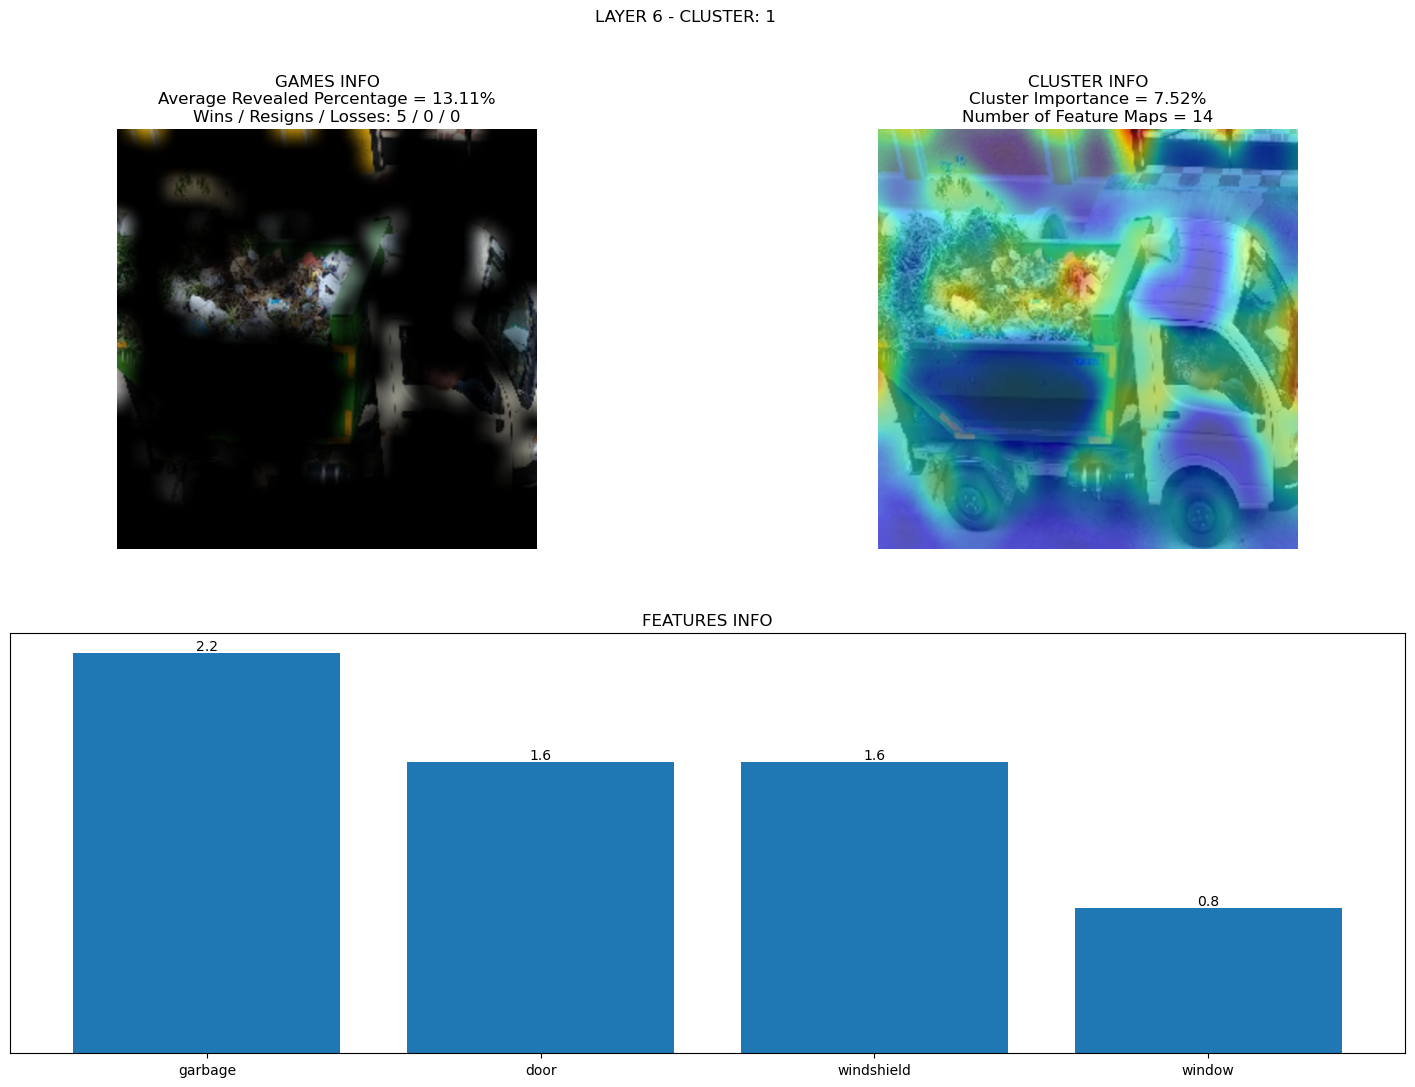 LAYER 6 - CLUSTER: 1
GAMES INFO
Average Revealed Percentage = 13.11%
Wins / Resigns / Losses: 5 / 0 / 0
CLUSTER INFO
Cluster Importance = 7.52%
Number of Feature Maps = 14
FEATURES INFO
2.2
1.6
1.6
0.8
garbage
door
windshield
window